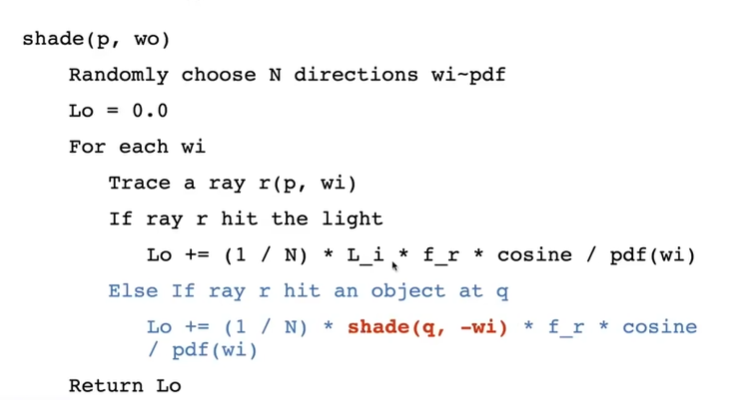 shade(p, wo)
Randomly choose N directions wi~pdf
Lo = 0.0
For each wi
Trace a ray r(p, wi)
If ray r hit the light
Lo += (1 / N) * L_i * f_r * cosine / pdf(wi)
Else If ray r hit an object at q
Lo += (1 / N) * shade(q, -wi) * f_r * cosine
/ pdf(wi)
Return Lo